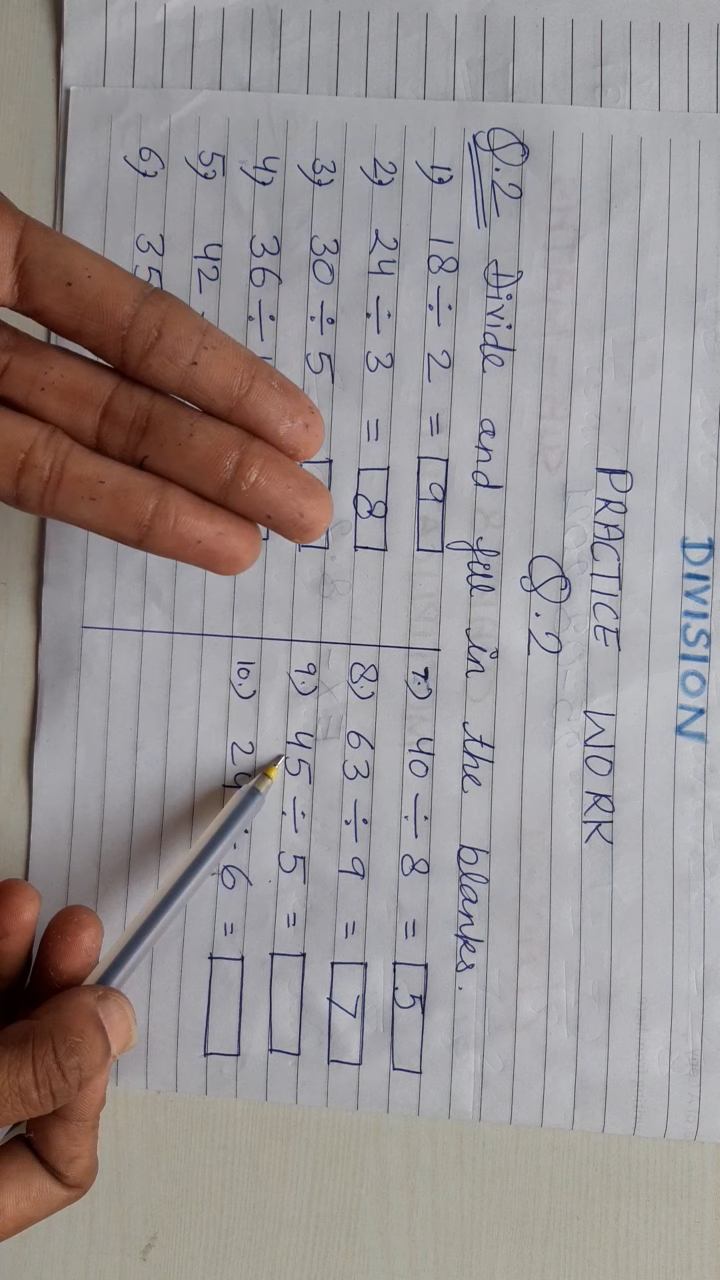 DIVISION
PRACTICE WORK
Q.2
Q.2 Divide and fill in the blanks.
1) 18 ÷ 2 = 9
2) 24 ÷ 3 = 8
3) 30 ÷ 5
4) 36 ÷
5) 42
6) 35
7.) 40 ÷ 8 = 5
8.) 63 ÷ 9 = 7
9.) 45 ÷ 5 =
10.) 24 ÷ 6 =